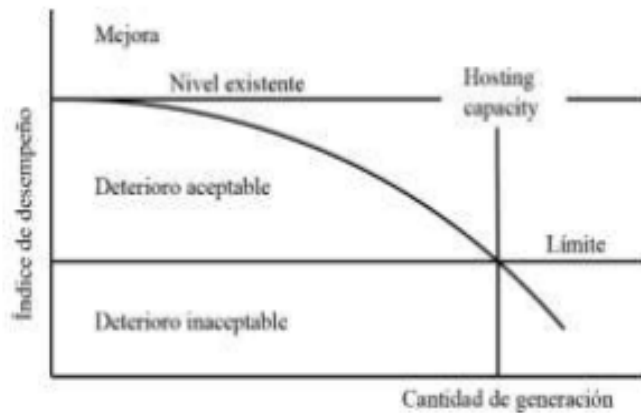 Mejora
Nivel existente
Hosting
capacity
Deterioro aceptable
Límite
Deterioro inaceptable
Índice de desempeño
Cantidad de generación